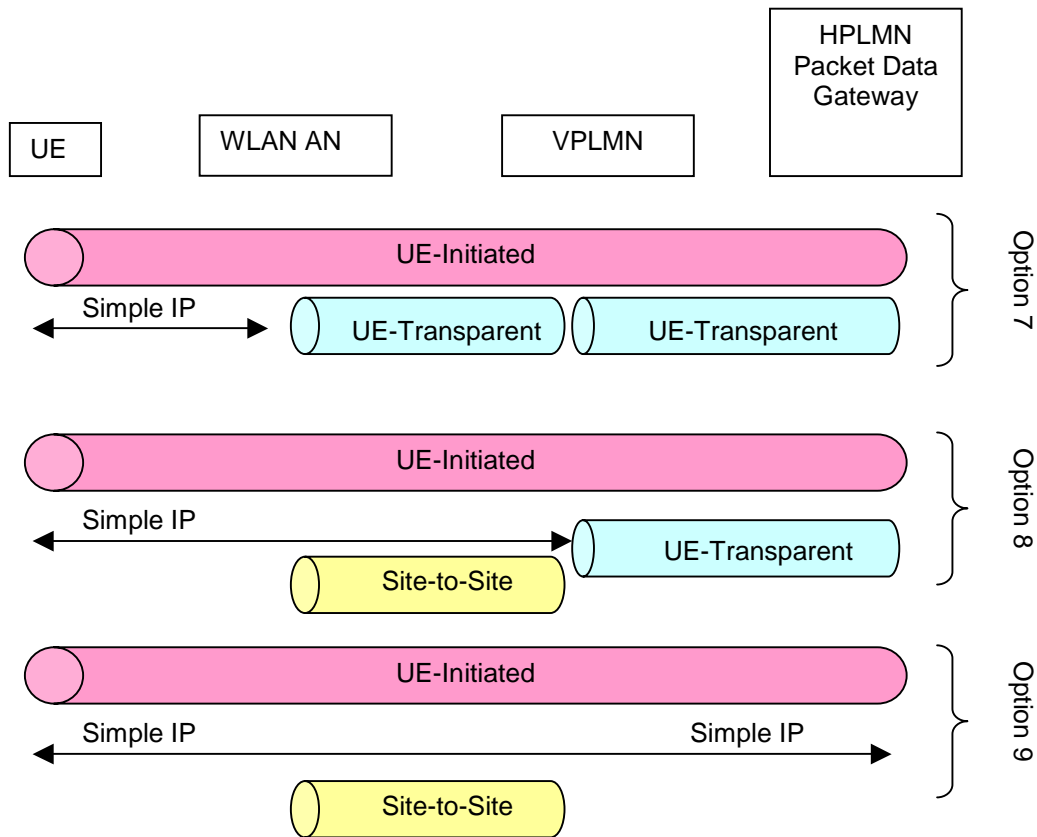 HPLMN
Packet Data
Gateway
UE
WLAN AN
VPLMN
UE-Initiated
Simple IP
UE-Transparent
UE-Transparent
Option 7
UE-Initiated
Simple IP
UE-Transparent
Site-to-Site
Option 8
UE-Initiated
Simple IP
Simple IP
Site-to-Site
Option 9